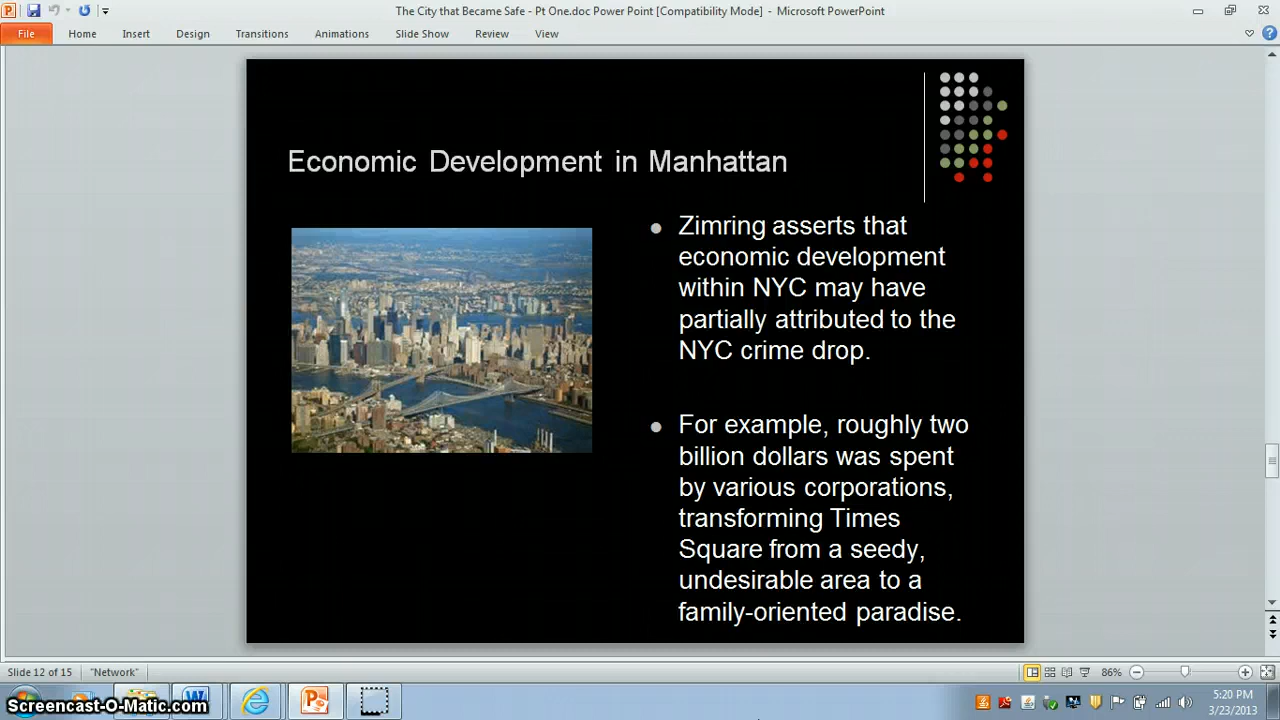 The City that Became Safe - Pt One.doc Power Point [Compatibility Mode] - Microsoft PowerPoint
File Home Insert Design Transitions Animations Slide Show Review View
Economic Development in Manhattan
Zimring asserts that
economic development
within NYC may have
partially attributed to the
NYC crime drop.
For example, roughly two
billion dollars was spent
by various corporations,
transforming Times
Square from a seedy,
undesirable area to a
family-oriented paradise.
Slide 12 of 15 "Network" 86%
Screencast-O-Matic.com
5:20 PM
3/23/2013